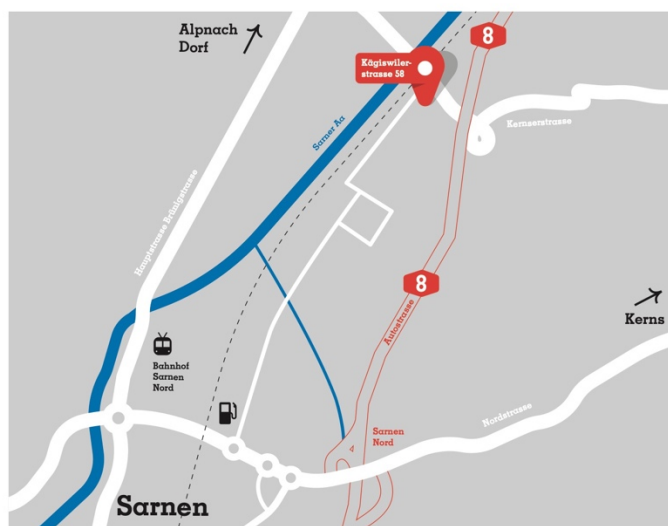 Alpnach
Dorf
8
Kägiswiler-
strasse 58
Kernserstrasse
Sarner Aa
Hauptstrasse Brünigstrasse
8
Kerns
Autostrasse
Bahnhof
Sarnen
Nord
Sarnen
Nord
4
Nordstrasse
Sarnen